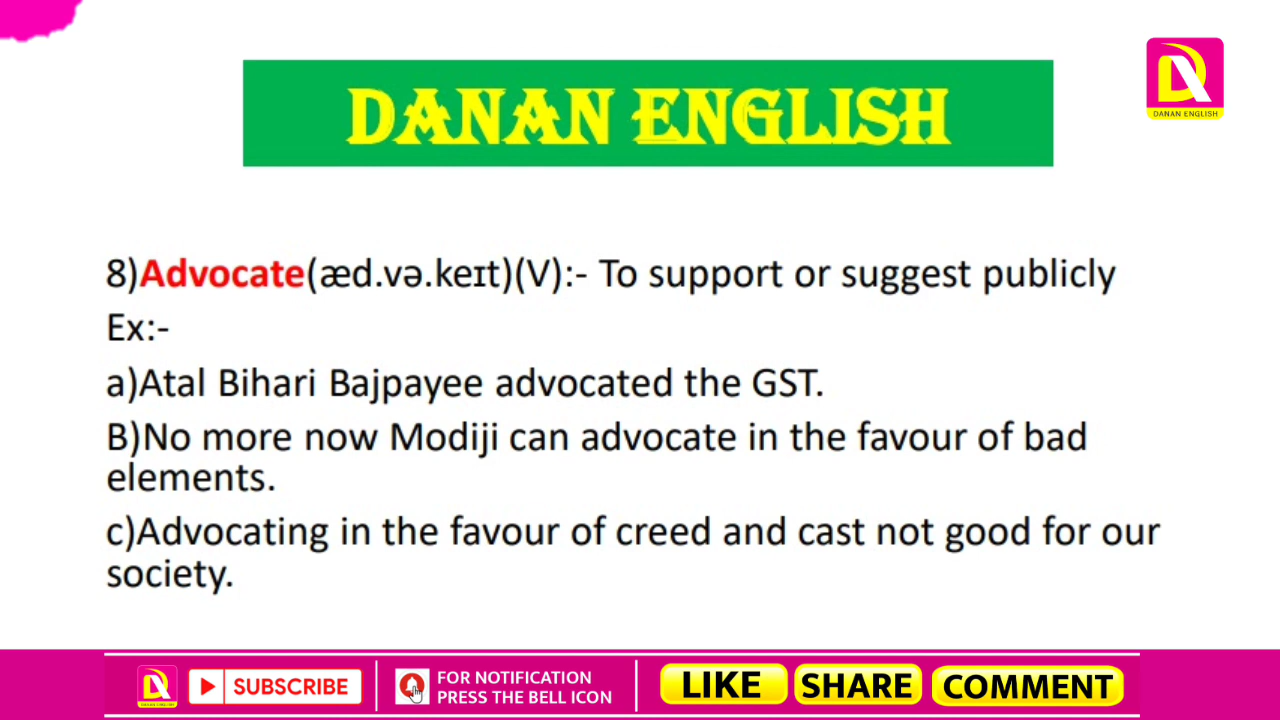 DANAN ENGLISH
DANAN ENGLISH
8)Advocate(æd.və.keɪt)(V):- To support or suggest publicly
Ex:-
a)Atal Bihari Bajpayee advocated the GST.
B)No more now Modiji can advocate in the favour of bad
elements.
c)Advocating in the favour of creed and cast not good for our
society.
DANAN ENGLISH
SUBSCRIBE
FOR NOTIFICATION
PRESS THE BELL ICON
LIKE
SHARE
COMMENT